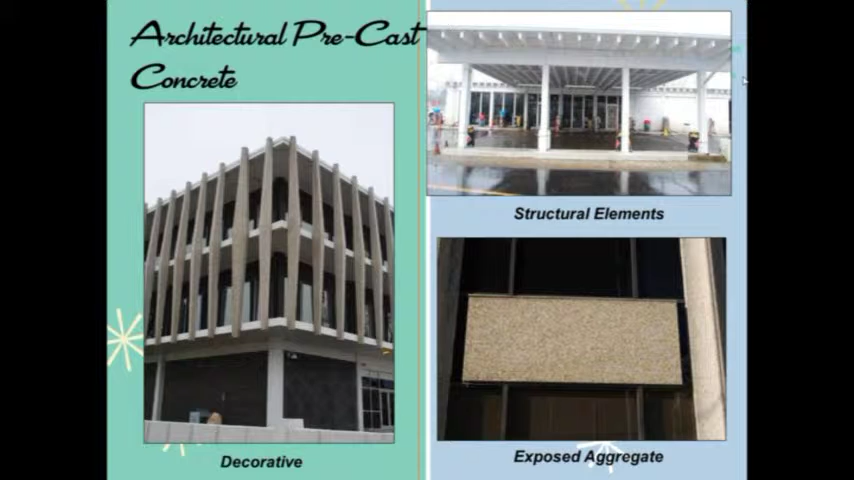 Architectural Pre-Cast
Concrete
Structural Elements
Decorative
Exposed Aggregate